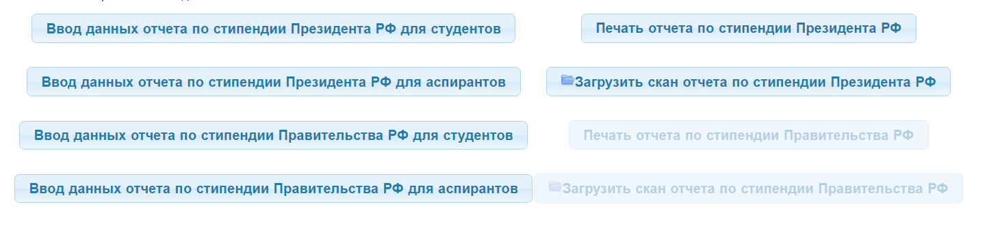 Ввод данных отчета по стипендии Президента РФ для студентов
Печать отчета по стипендии Президента РФ
Ввод данных отчета по стипендии Президента РФ для аспирантов
Загрузить скан отчета по стипендии Президента РФ
Ввод данных отчета по стипендии Правительства РФ для студентов
Печать отчета по стипендии Правительства РФ
Ввод данных отчета по стипендии Правительства РФ для аспирантов
Загрузить скан отчета по стипендии Правительства РФ